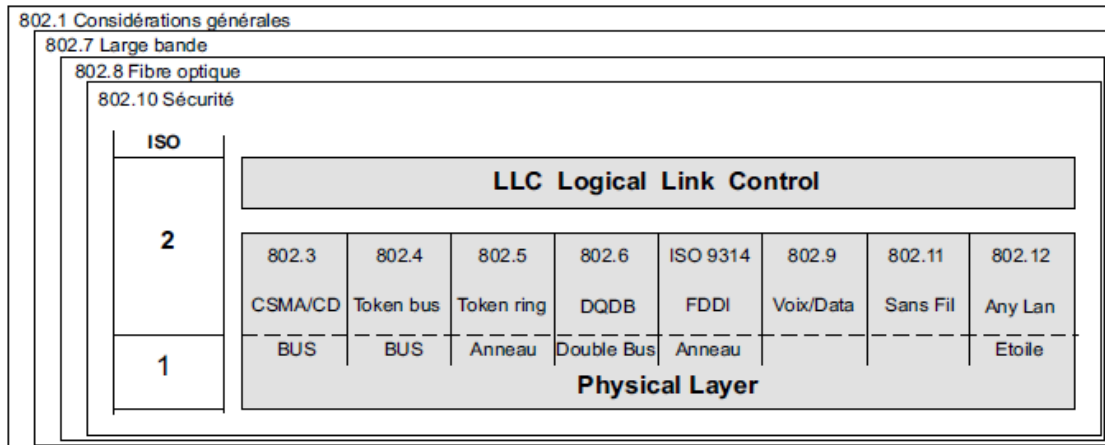 802.1 Considérations générales
802.7 Large bande
802.8 Fibre optique
802.10 Sécurité
ISO
LLC Logical Link Control
2
802.3 802.4 802.5 802.6 ISO 9314 802.9 802.11 802.12
CSMA/CD Token bus Token ring DQDB FDDI Voix/Data Sans Fil Any Lan
1
BUS BUS Anneau Double Bus Anneau Etoile
Physical Layer